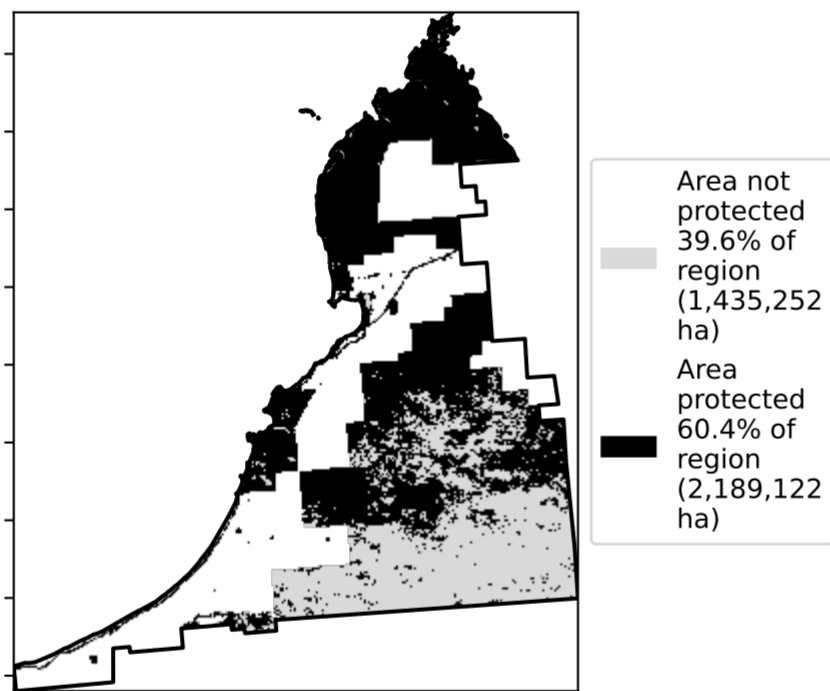 Area not
protected
39.6% of
region
(1,435,252
ha)
Area
protected
60.4% of
region
(2,189,122
ha)